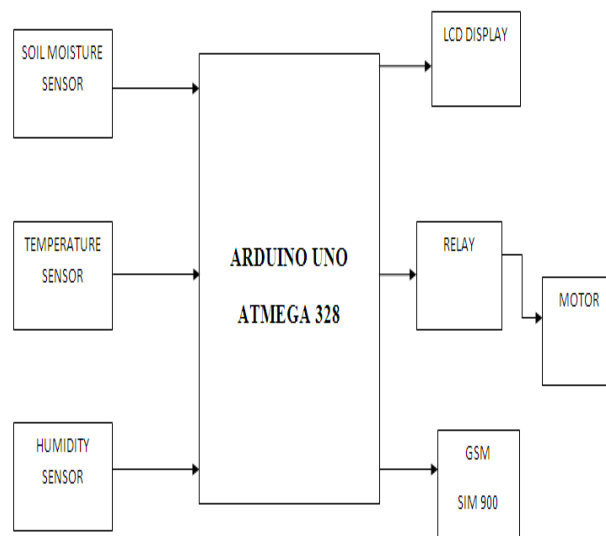 SOIL MOISTURE
SENSOR
TEMPERATURE
SENSOR
HUMIDITY
SENSOR
ARDUINO UNO
ATMEGA 328
LCD DISPLAY
RELAY
MOTOR
GSM
SIM 900